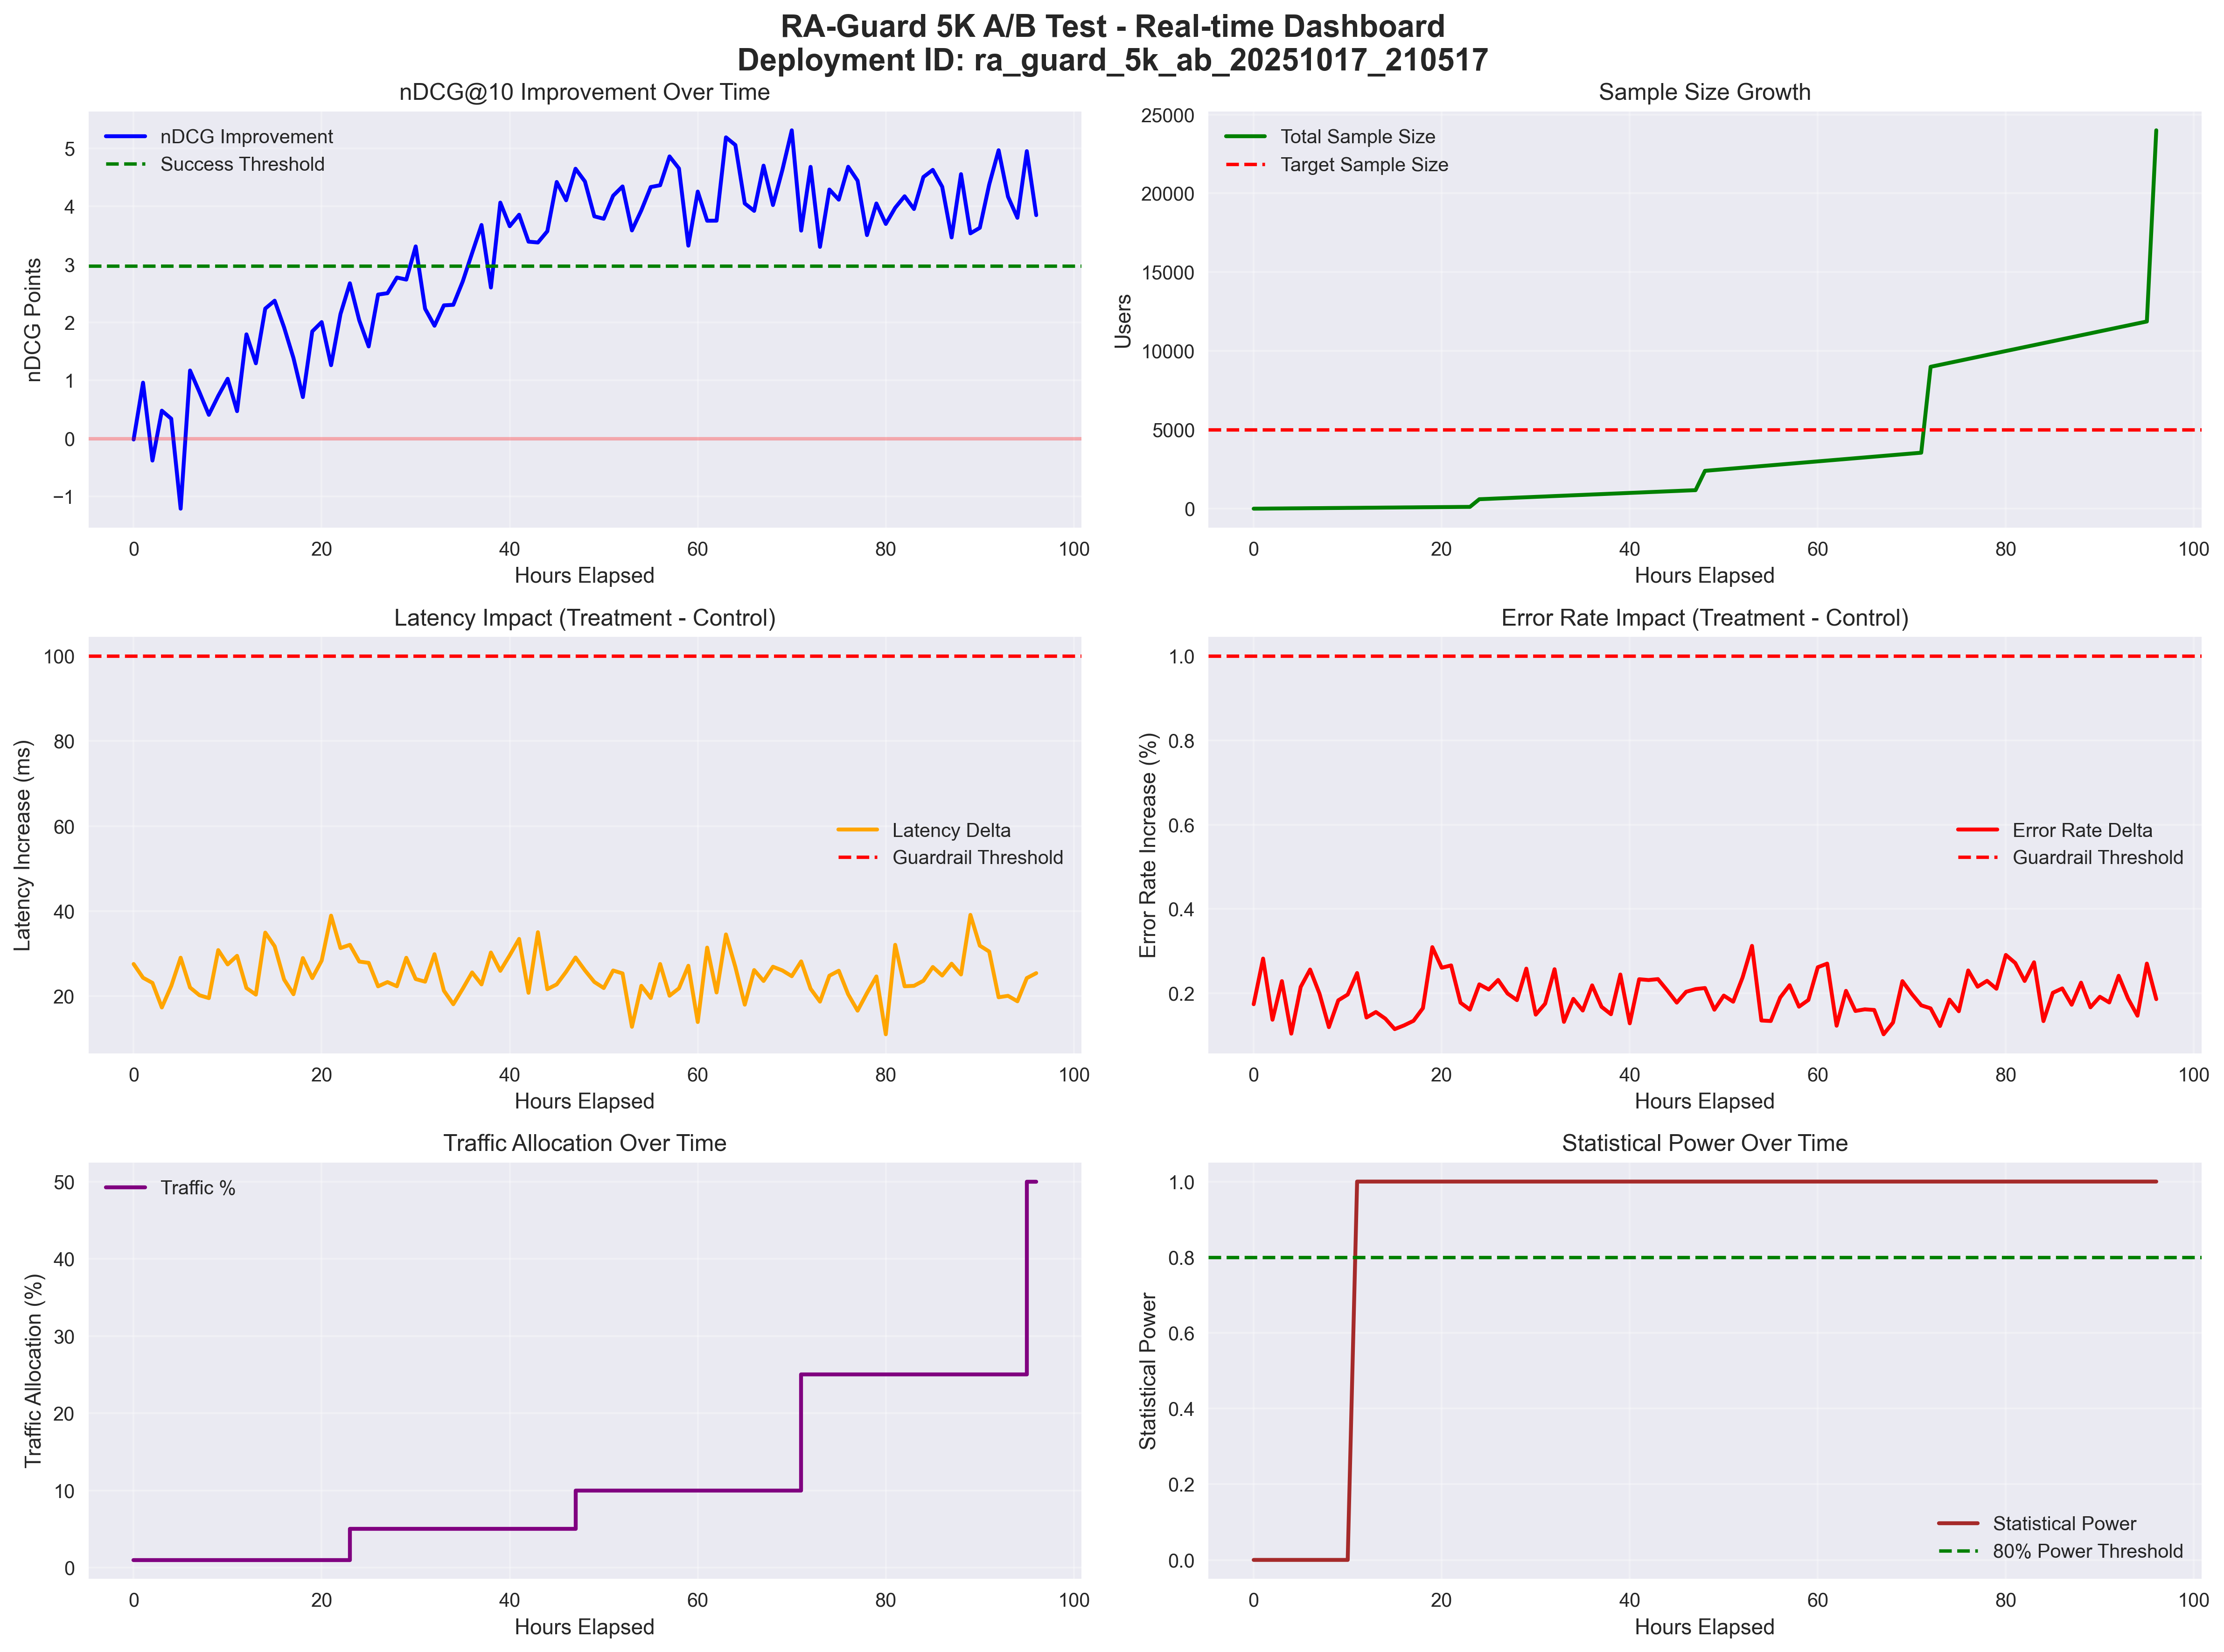 RA-Guard 5K A/B Test - Real-time Dashboard
Deployment ID: ra_guard_5k_ab_20251017_210517
nDCG@10 Improvement Over Time
nDCG Improvement
Success Threshold
nDCG Points
5
4
3
2
1
0
−1
0 20 40 60 80 100
Hours Elapsed
Sample Size Growth
Total Sample Size
Target Sample Size
Users
25000
20000
15000
10000
5000
0
0 20 40 60 80 100
Hours Elapsed
Latency Impact (Treatment - Control)
Latency Delta
Guardrail Threshold
Latency Increase (ms)
100
80
60
40
20
0 20 40 60 80 100
Hours Elapsed
Error Rate Impact (Treatment - Control)
Error Rate Delta
Guardrail Threshold
Error Rate Increase (%)
1.0
0.8
0.6
0.4
0.2
0 20 40 60 80 100
Hours Elapsed
Traffic Allocation Over Time
Traffic %
Traffic Allocation (%)
50
40
30
20
10
0
0 20 40 60 80 100
Hours Elapsed
Statistical Power Over Time
Statistical Power
80% Power Threshold
Statistical Power
1.0
0.8
0.6
0.4
0.2
0.0
0 20 40 60 80 100
Hours Elapsed